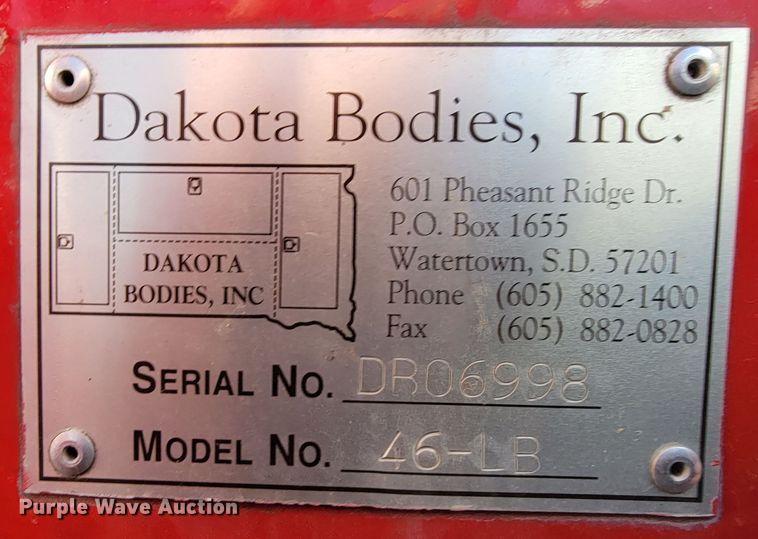 Dakota Bodies, Inc.
DAKOTA
BODIES, INC
601 Pheasant Ridge Dr.
P.O. Box 1655
Watertown, S.D. 57201
Phone (605) 882-1400
Fax (605) 882-0828
SERIAL NO. DB06998
MODEL NO. 46-LB
Purple Wave Auction